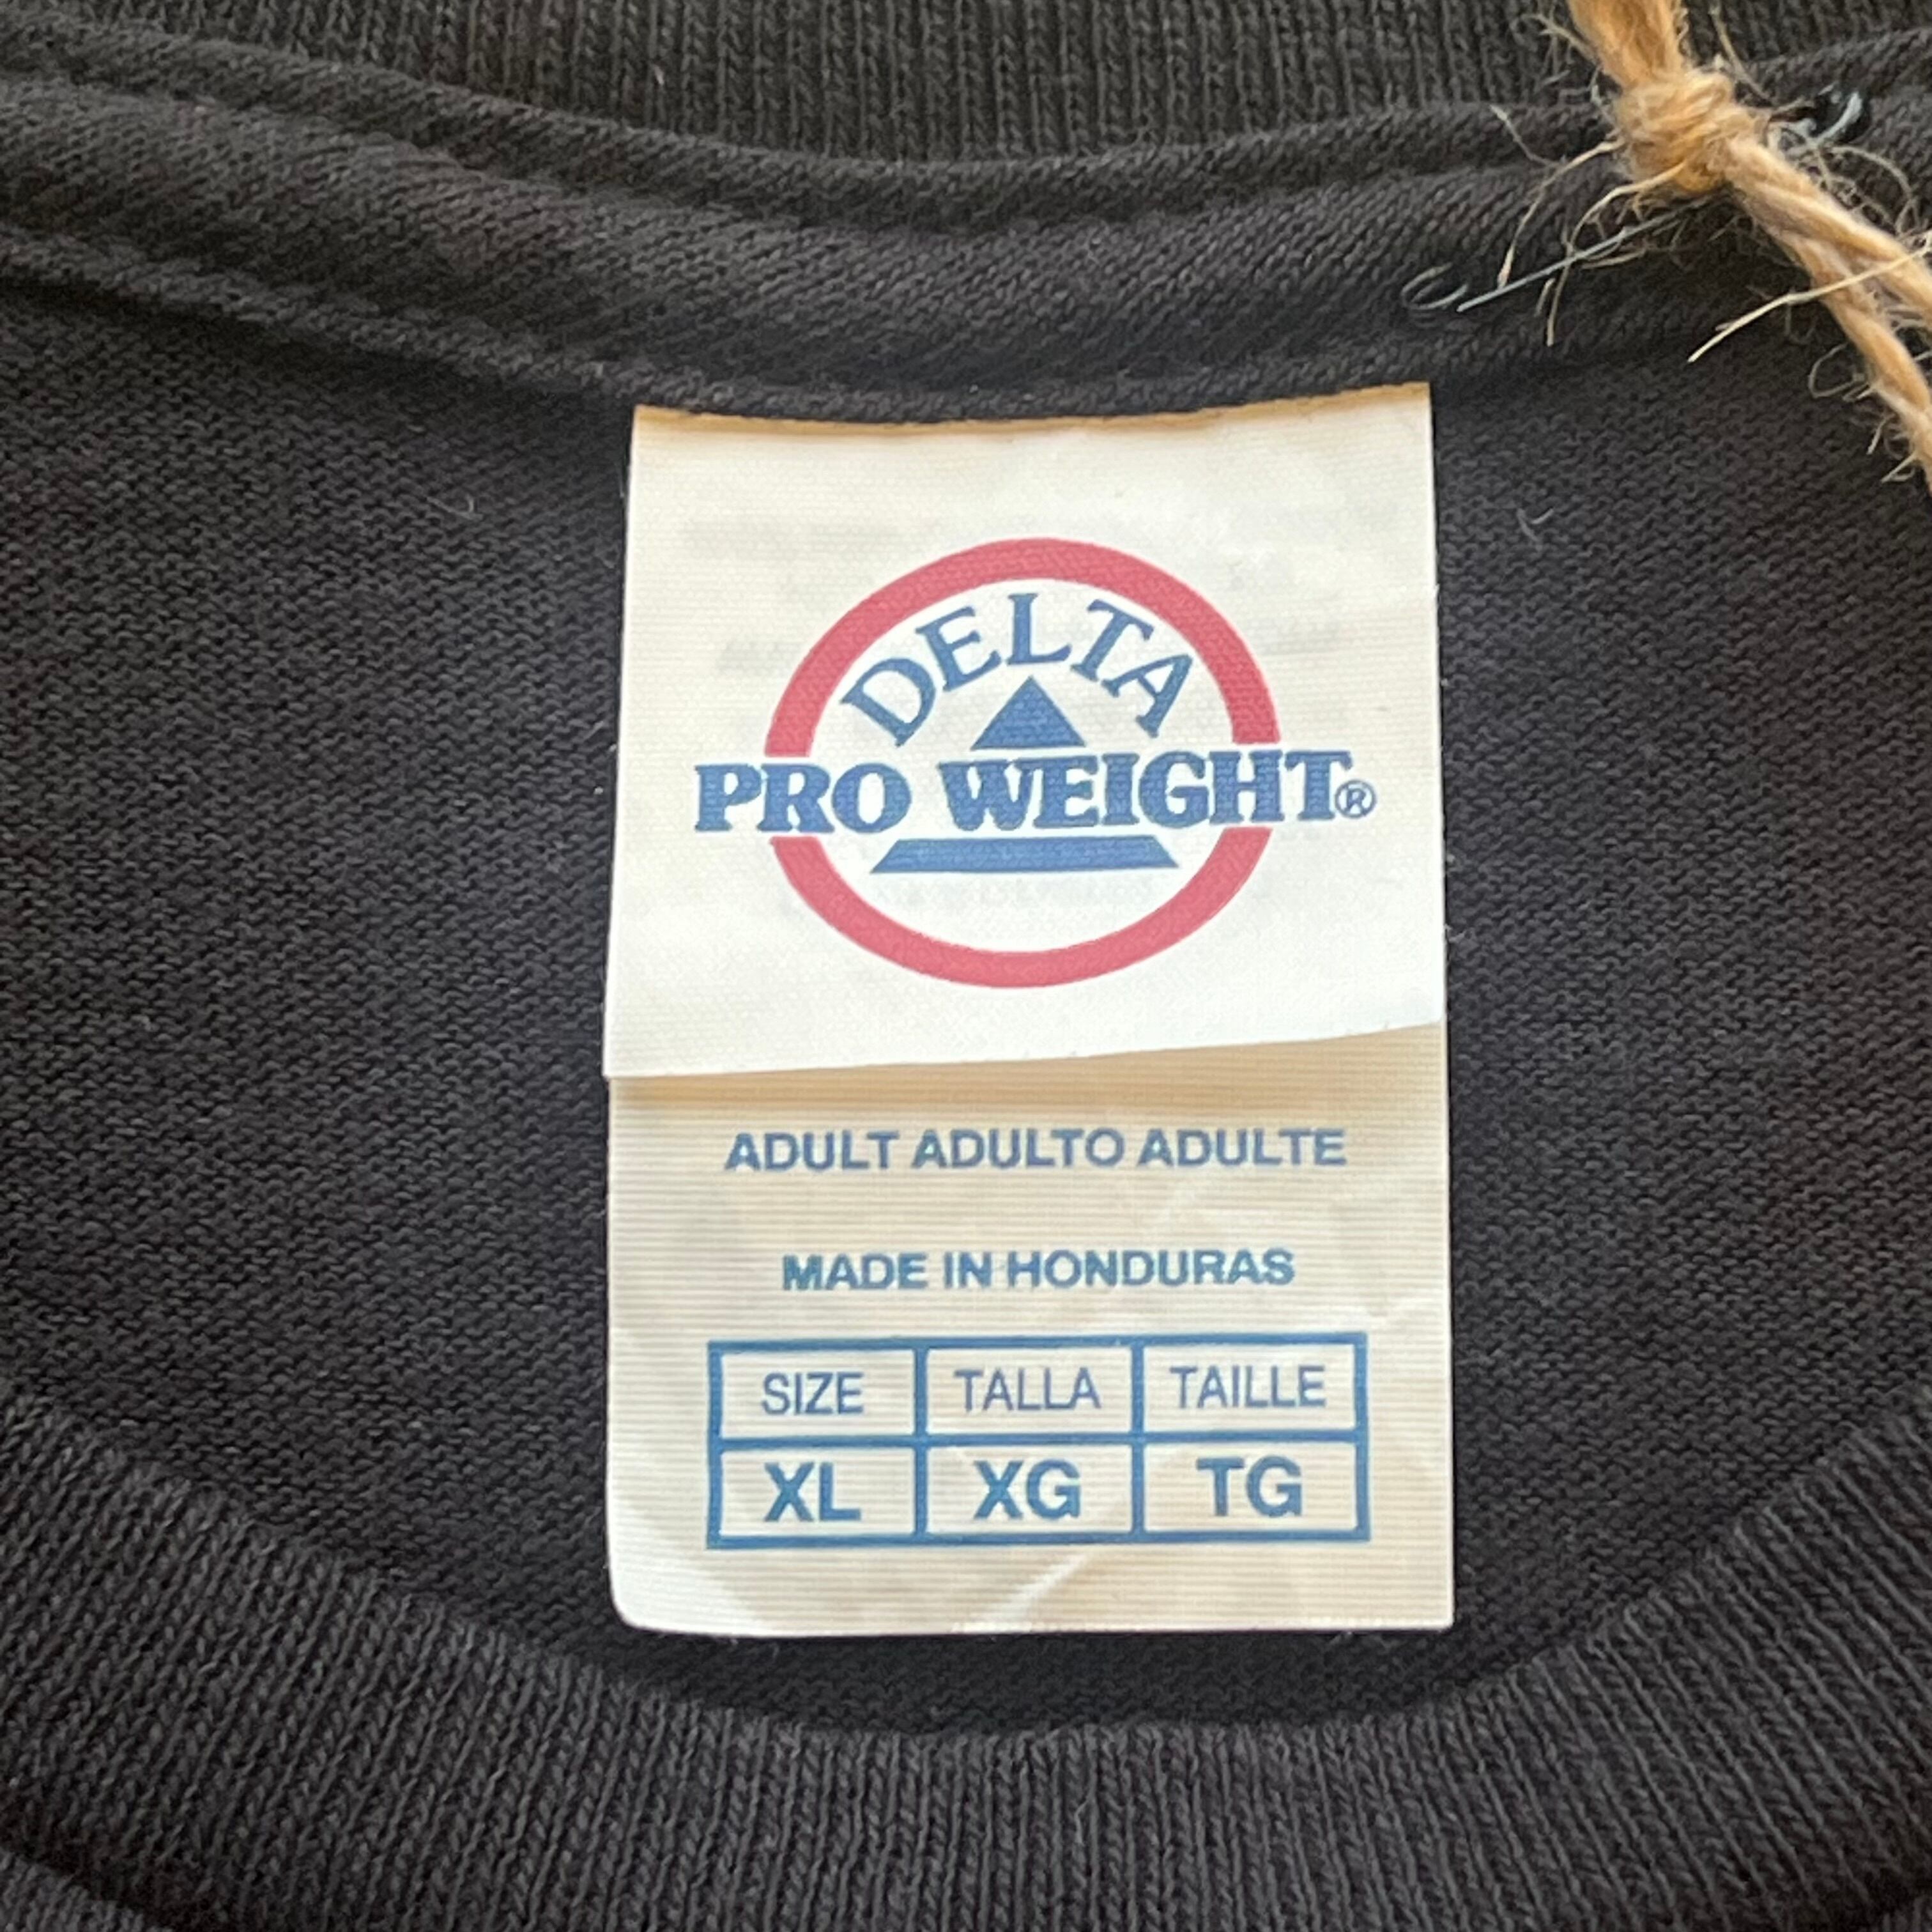 DELTA
PRO WEIGHT®
ADULT ADULTO ADULTE
MADE IN HONDURAS
SIZE TALLA TAILLE
XL XG TG